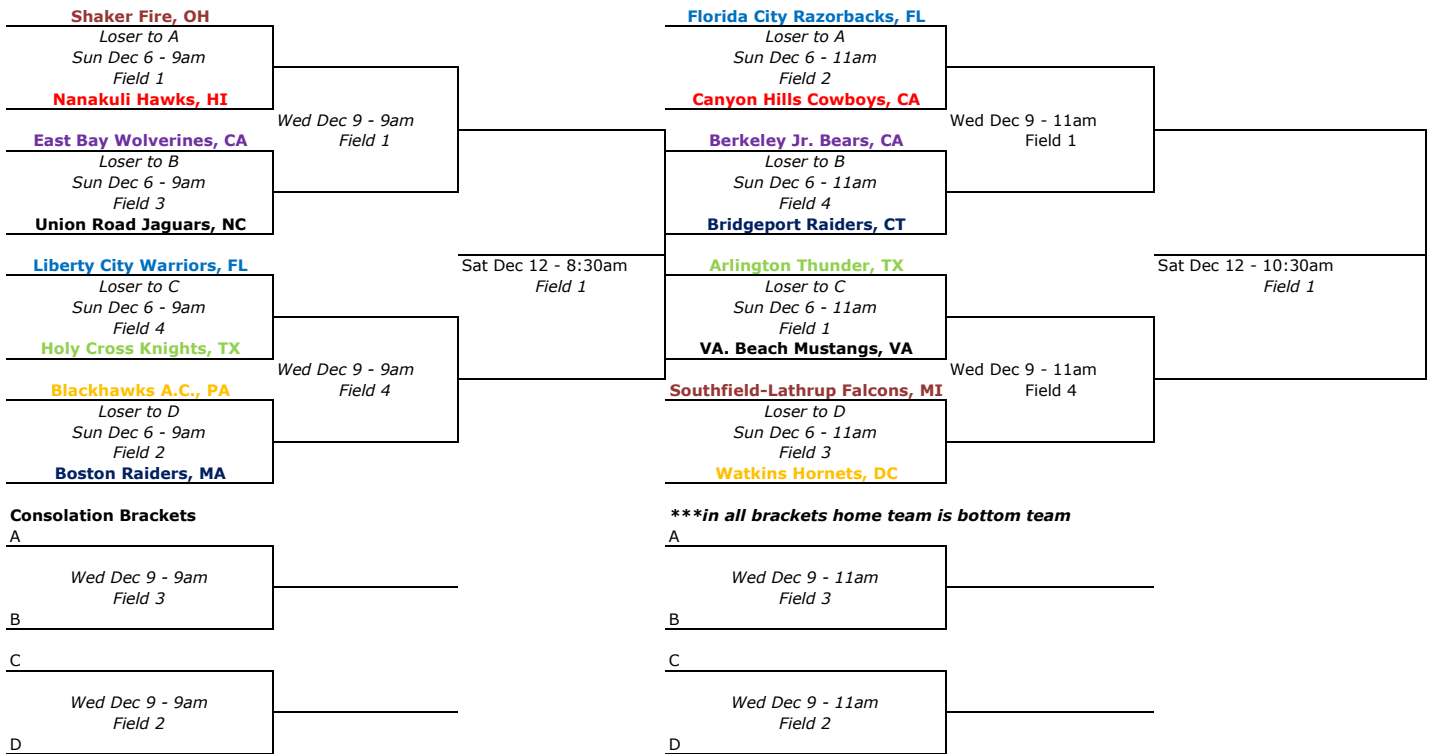 Shaker Fire, OH
Loser to A
Sun Dec 6 - 9am
Field 1
Nanakuli Hawks, HI
Wed Dec 9 - 9am
Field 1
East Bay Wolverines, CA
Loser to B
Sun Dec 6 - 9am
Field 3
Union Road Jaguars, NC
Sat Dec 12 - 8:30am
Field 1
Liberty City Warriors, FL
Loser to C
Sun Dec 6 - 9am
Field 4
Holy Cross Knights, TX
Wed Dec 9 - 9am
Field 4
Blackhawks A.C., PA
Loser to D
Sun Dec 6 - 9am
Field 2
Boston Raiders, MA
Florida City Razorbacks, FL
Loser to A
Sun Dec 6 - 11am
Field 2
Canyon Hills Cowboys, CA
Wed Dec 9 - 11am
Field 1
Berkeley Jr. Bears, CA
Loser to B
Sun Dec 6 - 11am
Field 4
Bridgeport Raiders, CT
Sat Dec 12 - 10:30am
Field 1
Arlington Thunder, TX
Loser to C
Sun Dec 6 - 11am
Field 1
VA. Beach Mustangs, VA
Wed Dec 9 - 11am
Field 4
Southfield-Lathrup Falcons, MI
Loser to D
Sun Dec 6 - 11am
Field 3
Watkins Hornets, DC
Consolation Brackets
A
Wed Dec 9 - 9am
Field 3
B
C
Wed Dec 9 - 9am
Field 2
D
***in all brackets home team is bottom team
A
Wed Dec 9 - 11am
Field 3
B
C
Wed Dec 9 - 11am
Field 2
D